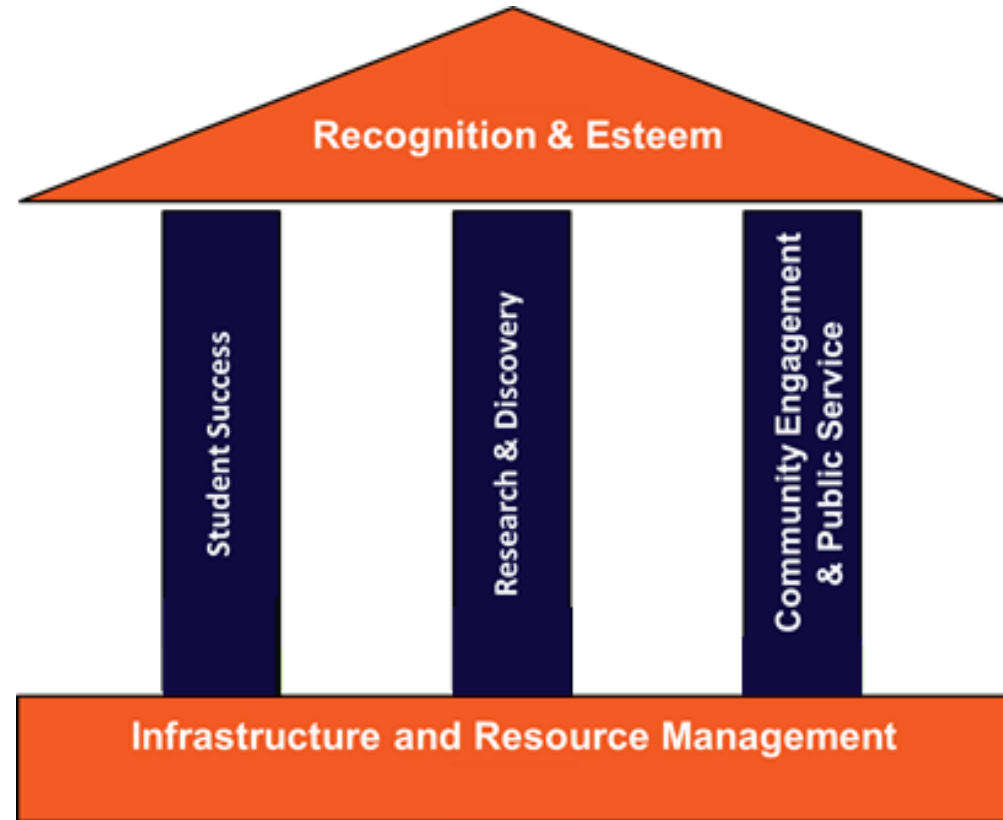 Recognition & Esteem
Student Success
Research & Discovery
Community Engagement
& Public Service
Infrastructure and Resource Management